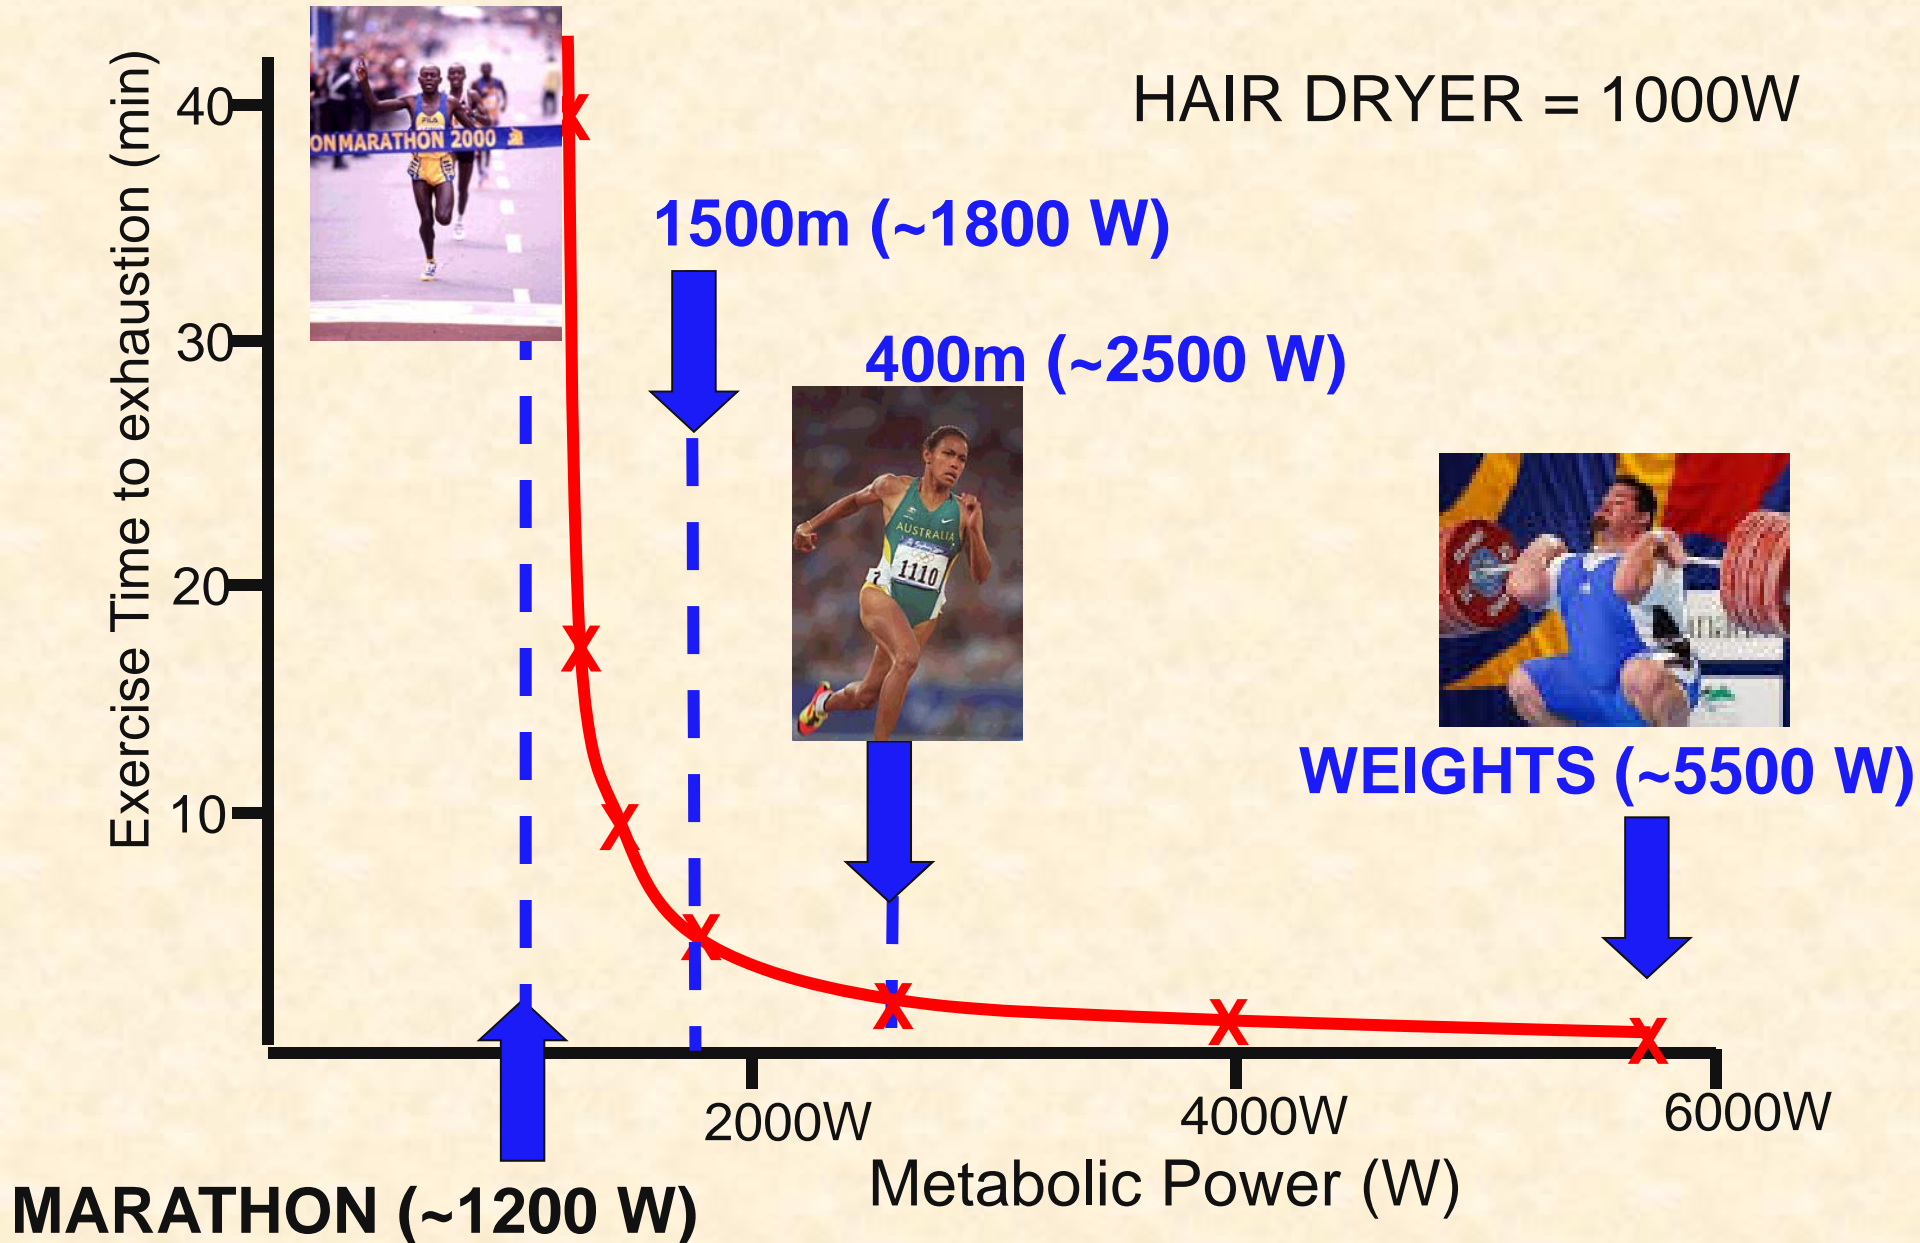 HAIR DRYER = 1000W
Exercise Time to exhaustion (min)
40
30
20
10
ONMARATHON 2000
FILA
1500m (~1800 W)
400m (~2500 W)
AUSTRALIA
1110
WEIGHTS (~5500 W)
X
X
X
X
X
X
X
2000W
4000W
6000W
Metabolic Power (W)
MARATHON (~1200 W)